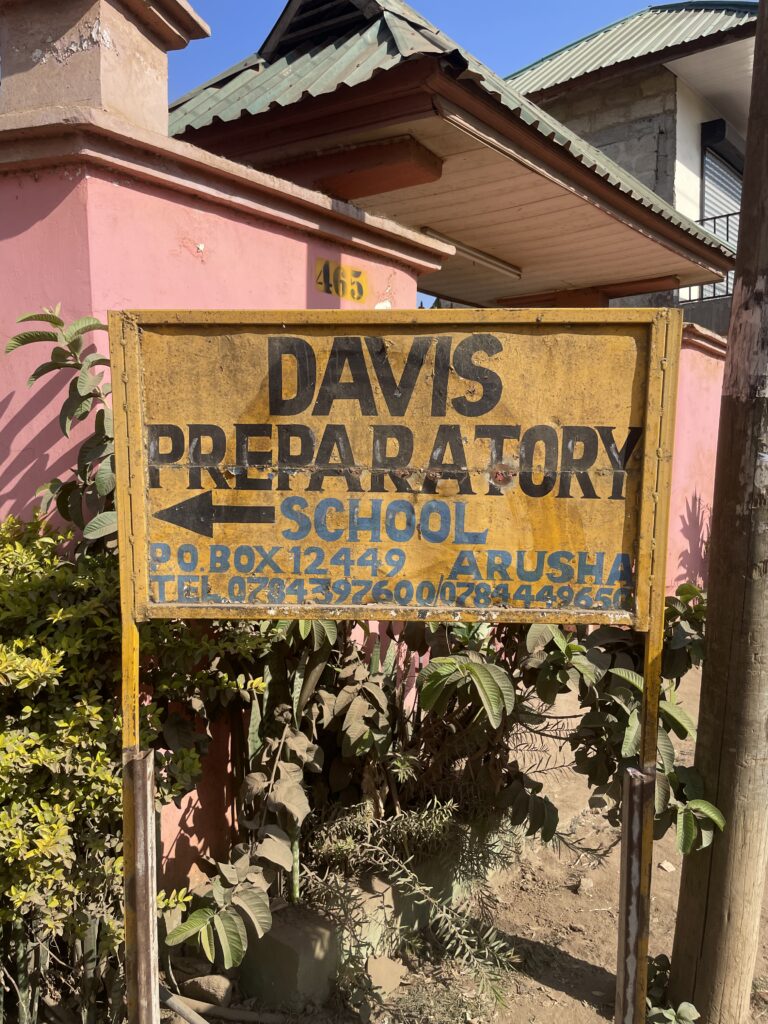 465
DAVIS
PREPARATORY
SCHOOL
P.O. BOX 12449 ARUSHA
TEL. 0784397600/0784449650